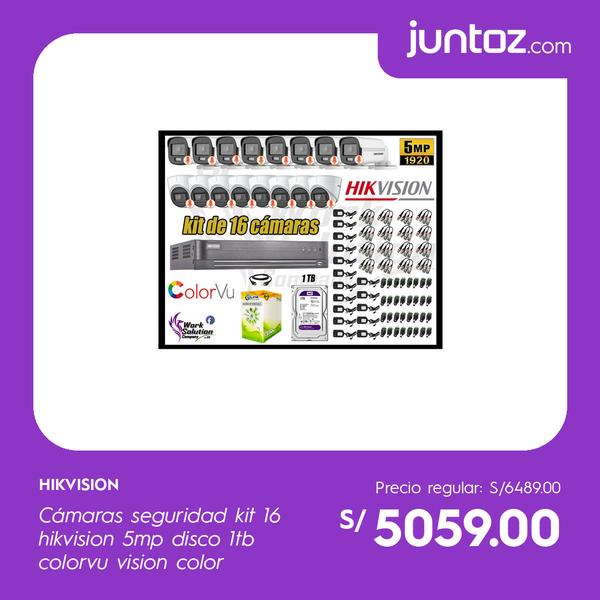 juntoz.com
5MP
1920
HIKVISION
kit de 16 cámaras
1 TB
ColorVu
Work
Solution
Company
HIKVISION
Cámaras seguridad kit 16
hikvision 5mp disco 1tb
colorvu vision color
Precio regular: S/6489.00
S/ 5059.00